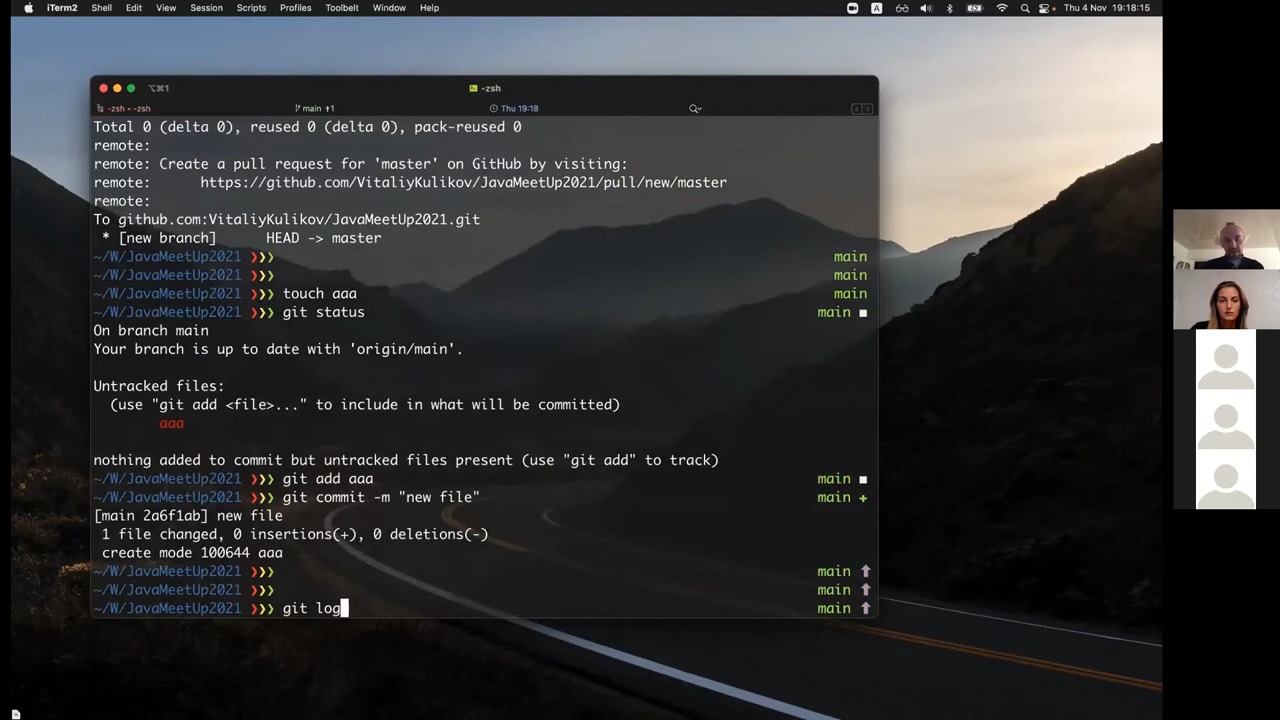 iTerm2 Shell Edit View Session Scripts Profiles Toolbelt Window Help A Thu 4 Nov 19:18:15
⌥⌘1 -zsh
-zsh • -zsh main ↑1 Thu 19:18
Total 0 (delta 0), reused 0 (delta 0), pack-reused 0
remote:
remote: Create a pull request for 'master' on GitHub by visiting:
remote:      https://github.com/VitaliyKulikov/JavaMeetUp2021/pull/new/master
remote:
To github.com:VitaliyKulikov/JavaMeetUp2021.git
 * [new branch]      HEAD -> master
~/W/JavaMeetUp2021 ❯❯❯ main
~/W/JavaMeetUp2021 ❯❯❯ main
~/W/JavaMeetUp2021 ❯❯❯ touch aaa main
~/W/JavaMeetUp2021 ❯❯❯ git status main ■
On branch main
Your branch is up to date with 'origin/main'.
Untracked files:
  (use "git add <file>..." to include in what will be committed)
        aaa
nothing added to commit but untracked files present (use "git add" to track)
~/W/JavaMeetUp2021 ❯❯❯ git add aaa main ■
~/W/JavaMeetUp2021 ❯❯❯ git commit -m "new file" main +
[main 2a6f1ab] new file
 1 file changed, 0 insertions(+), 0 deletions(-)
 create mode 100644 aaa
~/W/JavaMeetUp2021 ❯❯❯ main ⬆
~/W/JavaMeetUp2021 ❯❯❯ main ⬆
~/W/JavaMeetUp2021 ❯❯❯ git log main ⬆